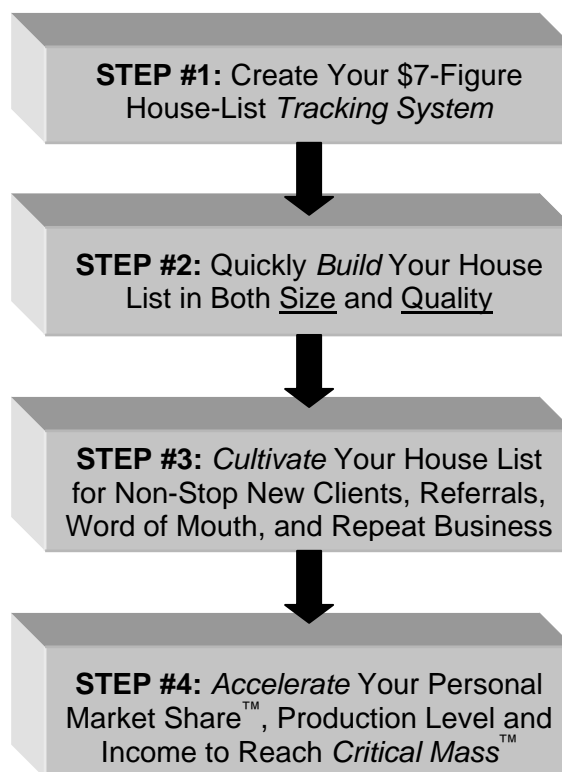 STEP #1: Create Your $7-Figure
House-List Tracking System
STEP #2: Quickly Build Your House
List in Both Size and Quality
STEP #3: Cultivate Your House List
for Non-Stop New Clients, Referrals,
Word of Mouth, and Repeat Business
STEP #4: Accelerate Your Personal
Market Share™, Production Level and
Income to Reach Critical Mass™